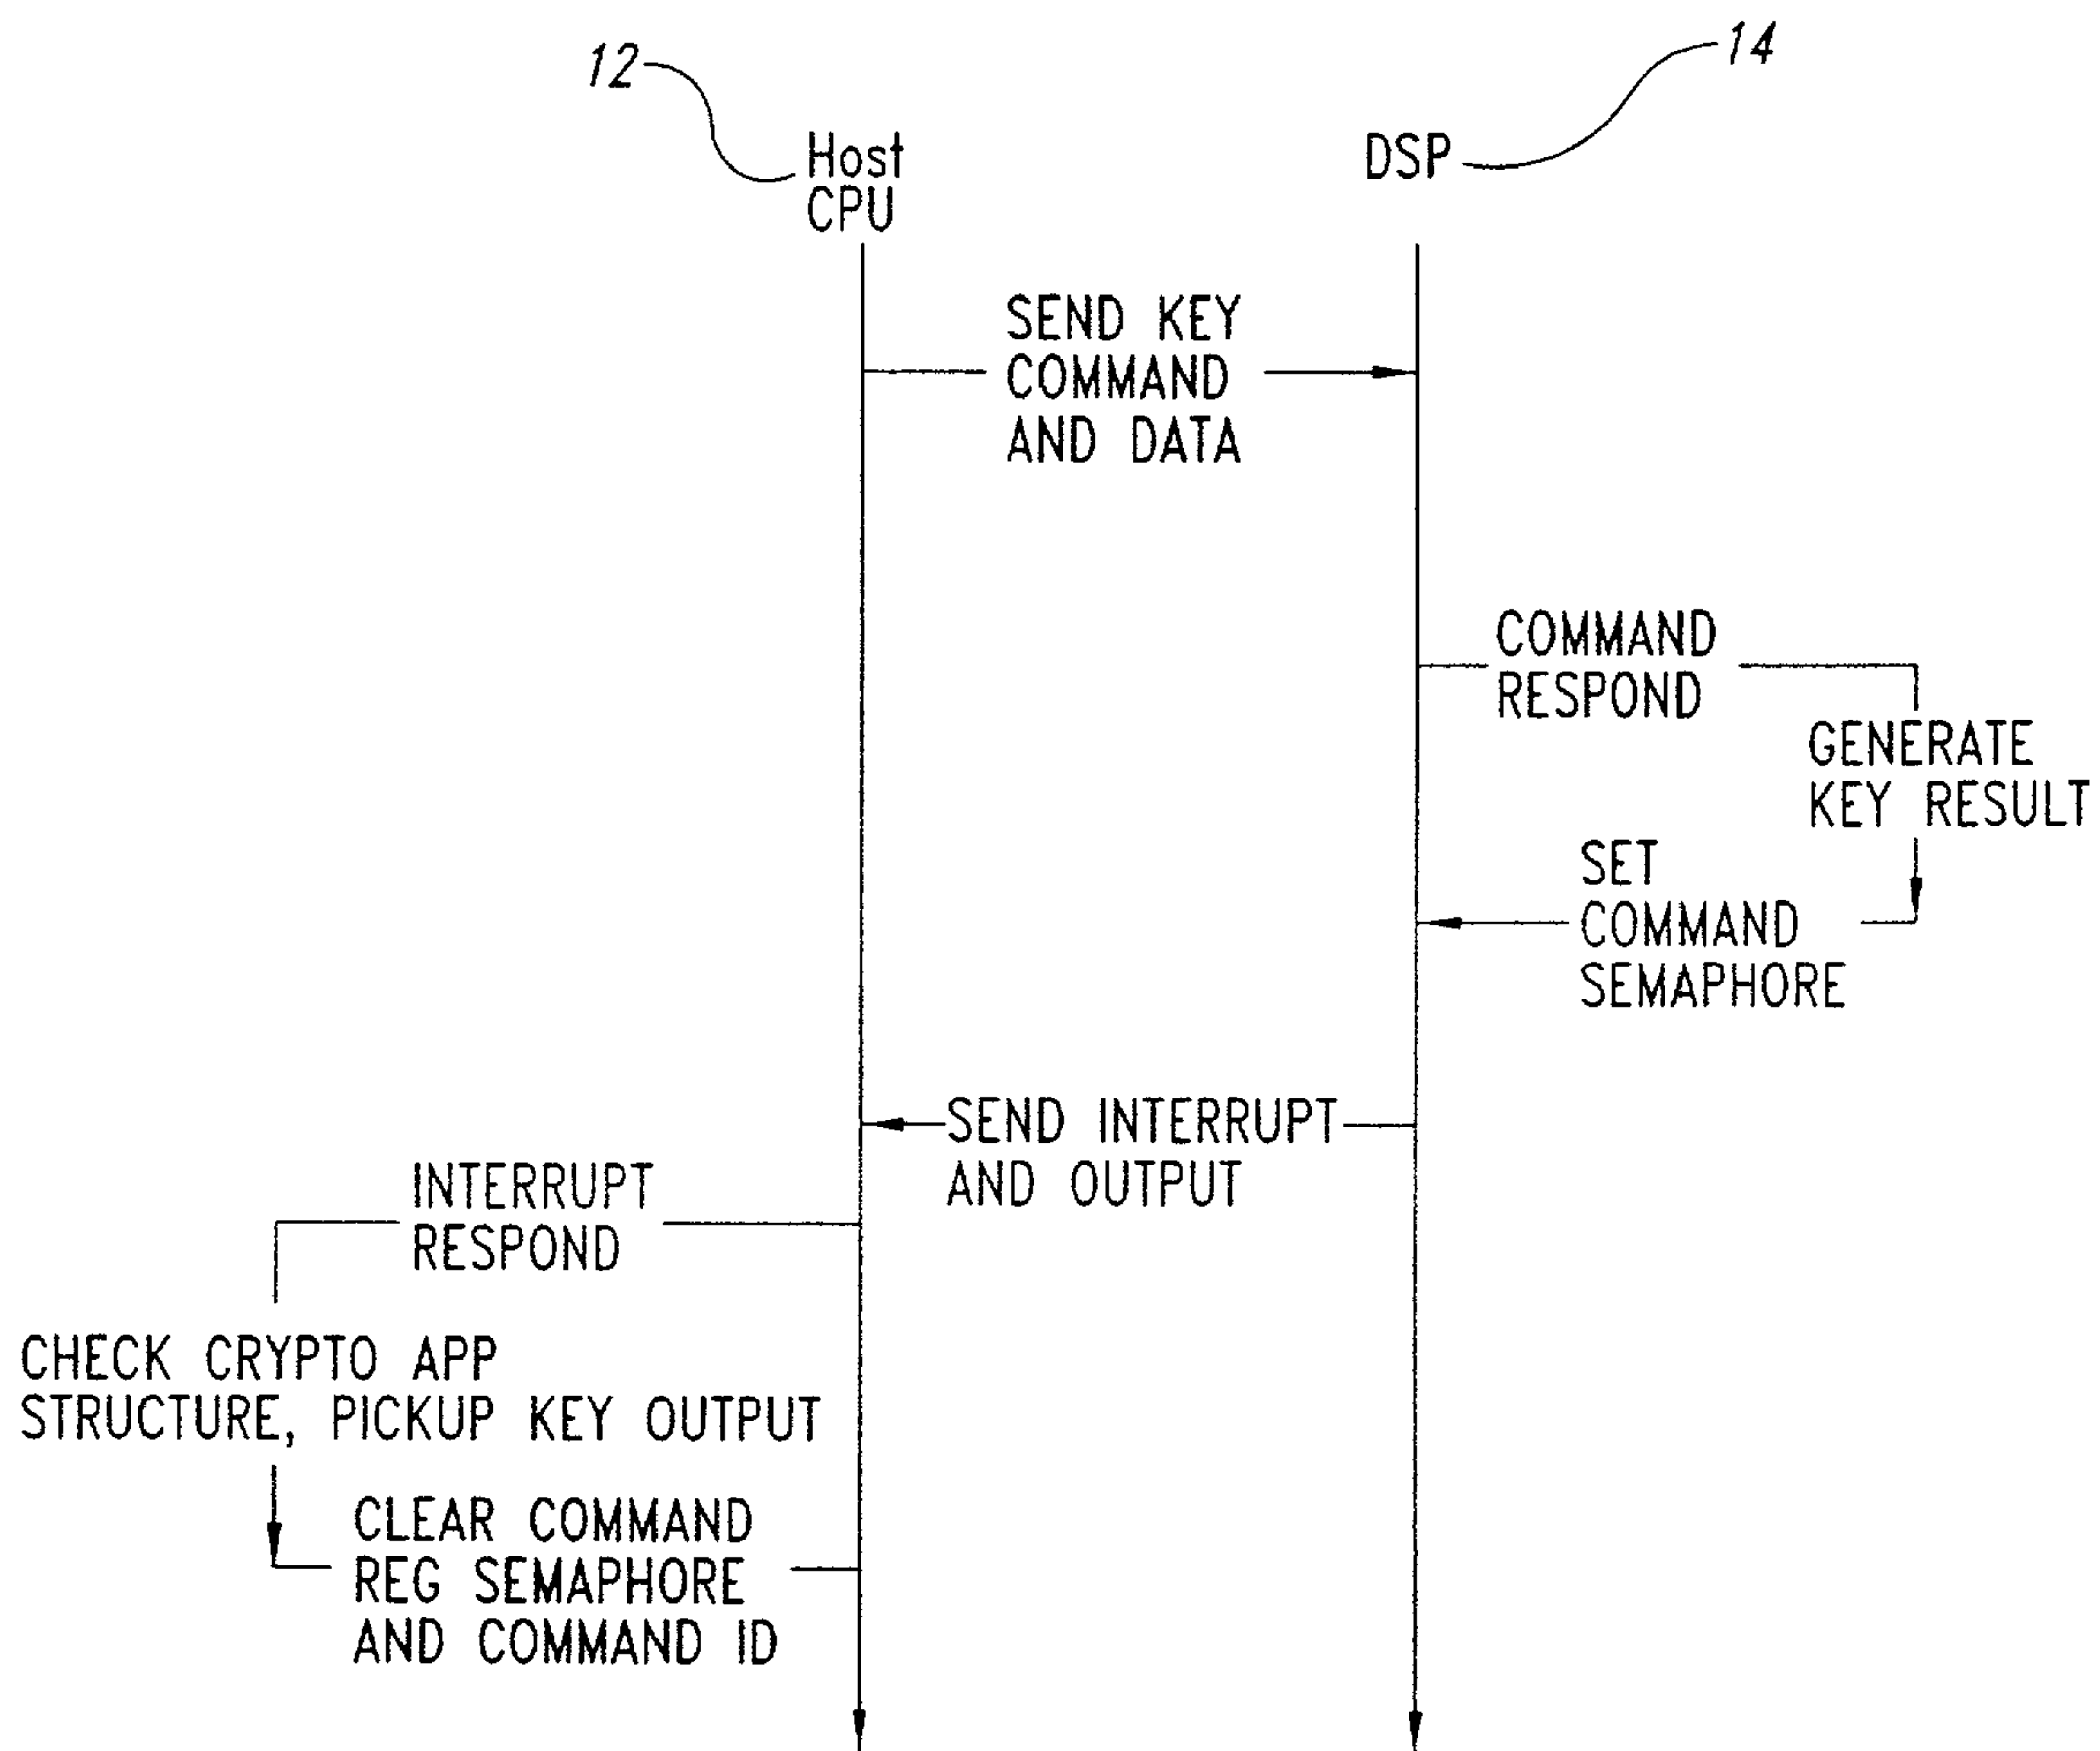 12
14
Host
CPU
DSP
SEND KEY
COMMAND
AND DATA
COMMAND
RESPOND
GENERATE
KEY RESULT
SET
COMMAND
SEMAPHORE
SEND INTERRUPT
AND OUTPUT
INTERRUPT
RESPOND
CHECK CRYPTO APP
STRUCTURE, PICKUP KEY OUTPUT
CLEAR COMMAND
REG SEMAPHORE
AND COMMAND ID